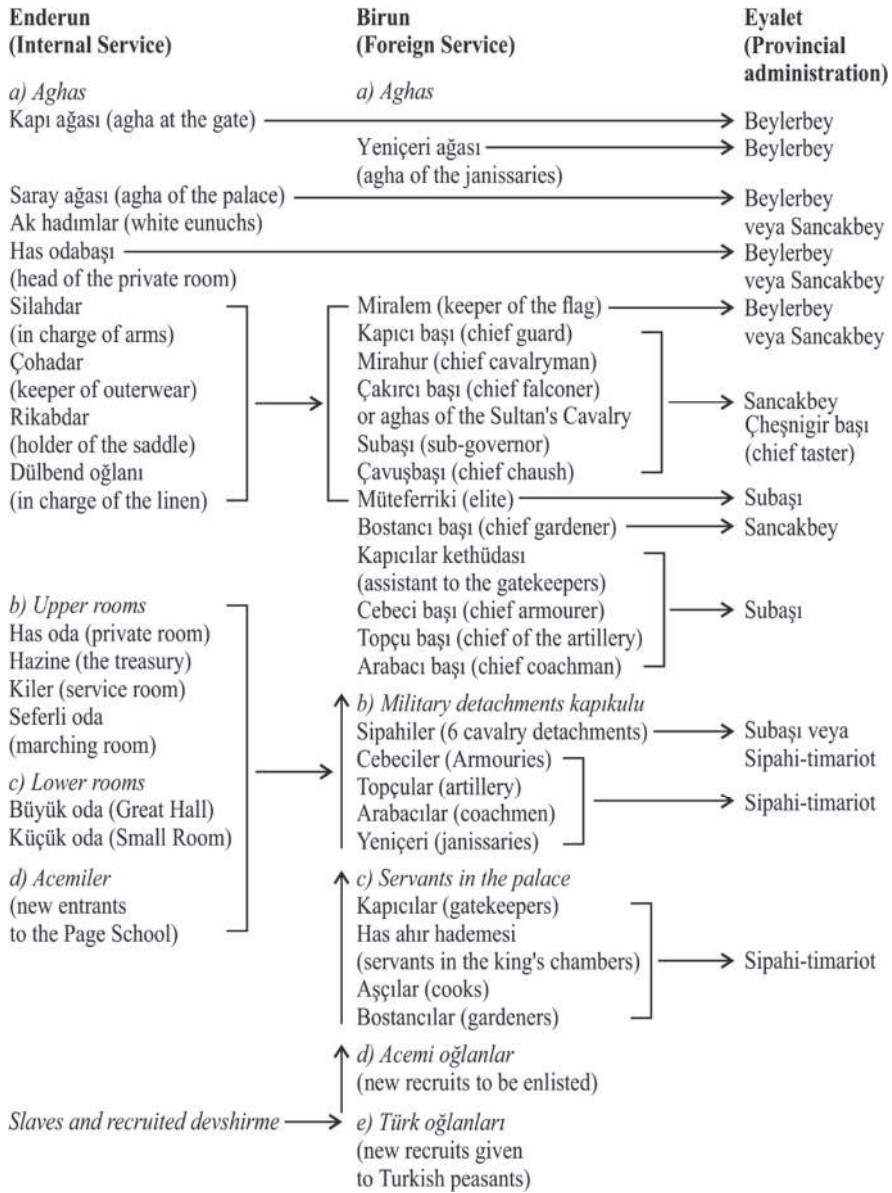 Enderun
(Internal Service)
a) Aghas
Kapı ağası (agha at the gate)
Saray ağası (agha of the palace)
Ak hadımlar (white eunuchs)
Has odabaşı
(head of the private room)
Silahdar
(in charge of arms)
Çohadar
(keeper of outerwear)
Rikabdar
(holder of the saddle)
Dülbend oğlanı
(in charge of the linen)
b) Upper rooms
Has oda (private room)
Hazine (the treasury)
Kiler (service room)
Seferli oda
(marching room)
c) Lower rooms
Büyük oda (Great Hall)
Küçük oda (Small Room)
d) Acemiler
(new entrants
to the Page School)
Slaves and recruited devshirme
Birun
(Foreign Service)
a) Aghas
Yeniçeri ağası
(agha of the janissaries)
Miralem (keeper of the flag)
Kapıcı başı (chief guard)
Mirahur (chief cavalryman)
Çakırcı başı (chief falconer)
or aghas of the Sultan's Cavalry
Subaşı (sub-governor)
Çavuşbaşı (chief chaush)
Müteferriki (elite)
Bostancı başı (chief gardener)
Kapıcılar kethüdası
(assistant to the gatekeepers)
Cebeci başı (chief armourer)
Topçu başı (chief of the artillery)
Arabacı başı (chief coachman)
b) Military detachments kapıkulu
Sipahiler (6 cavalry detachments)
Cebeciler (Armouries)
Topçular (artillery)
Arabacılar (coachmen)
Yeniçeri (janissaries)
c) Servants in the palace
Kapıcılar (gatekeepers)
Has ahır hademesi
(servants in the king's chambers)
Aşçılar (cooks)
Bostancılar (gardeners)
d) Acemi oğlanlar
(new recruits to be enlisted)
e) Türk oğlanları
(new recruits given
to Turkish peasants)
Eyalet
(Provincial
administration)
Beylerbey
Beylerbey
Beylerbey
veya Sancakbey
Beylerbey
veya Sancakbey
Beylerbey
veya Sancakbey
Sancakbey
Çheşnigir başı
(chief taster)
Subaşı
Sancakbey
Subaşı
Subaşı veya
Sipahi-timariot
Sipahi-timariot
Sipahi-timariot